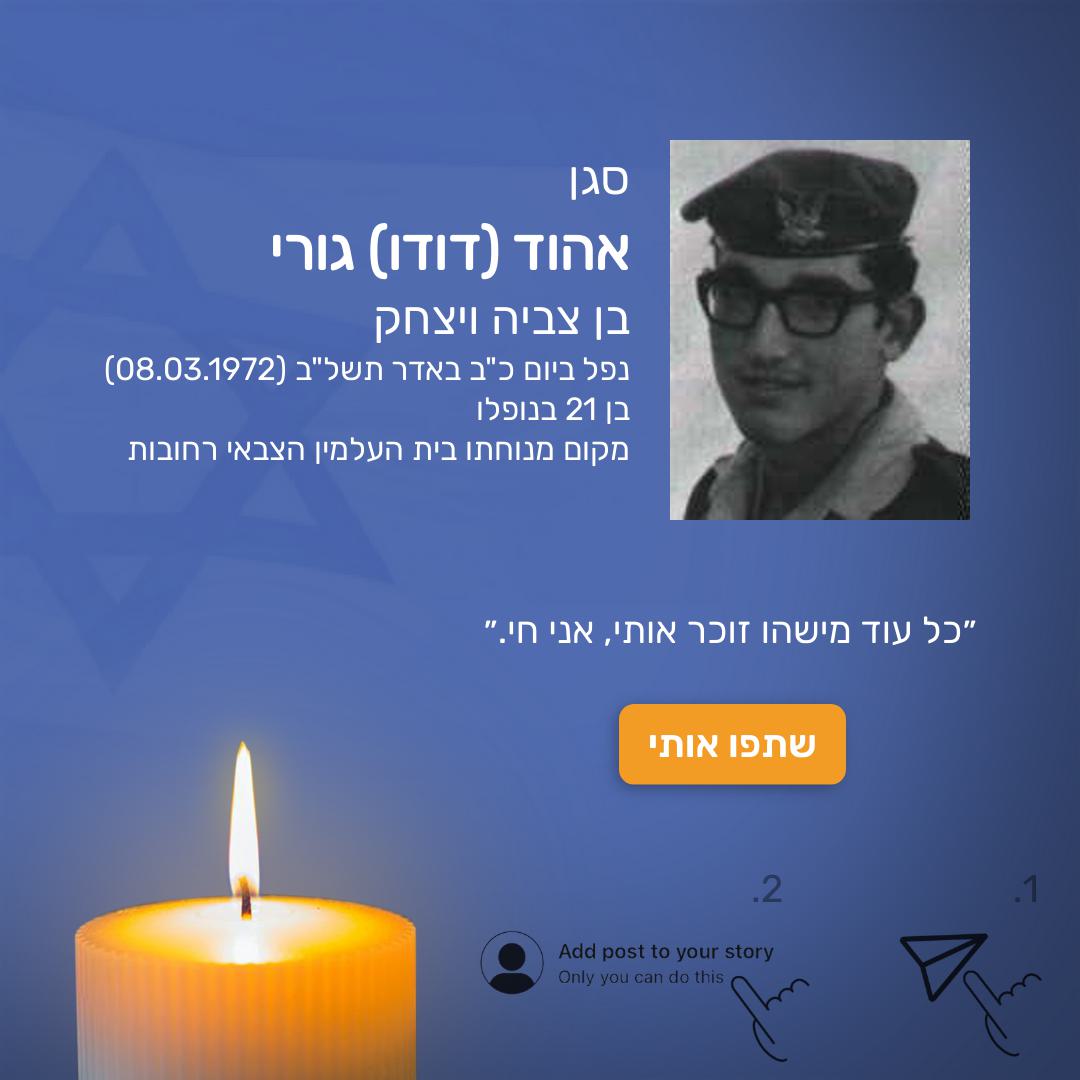 סגן
אהוד (דודו) גורי
בן צביה ויצחק
נפל ביום כ"ב באדר תשל"ב (08.03.1972)
בן 21 בנופלו
מקום מנוחתו בית העלמין הצבאי רחובות
״כל עוד מישהו זוכר אותי, אני חי.״
שתפו אותי
.1
.2
Add post to your story
Only you can do this